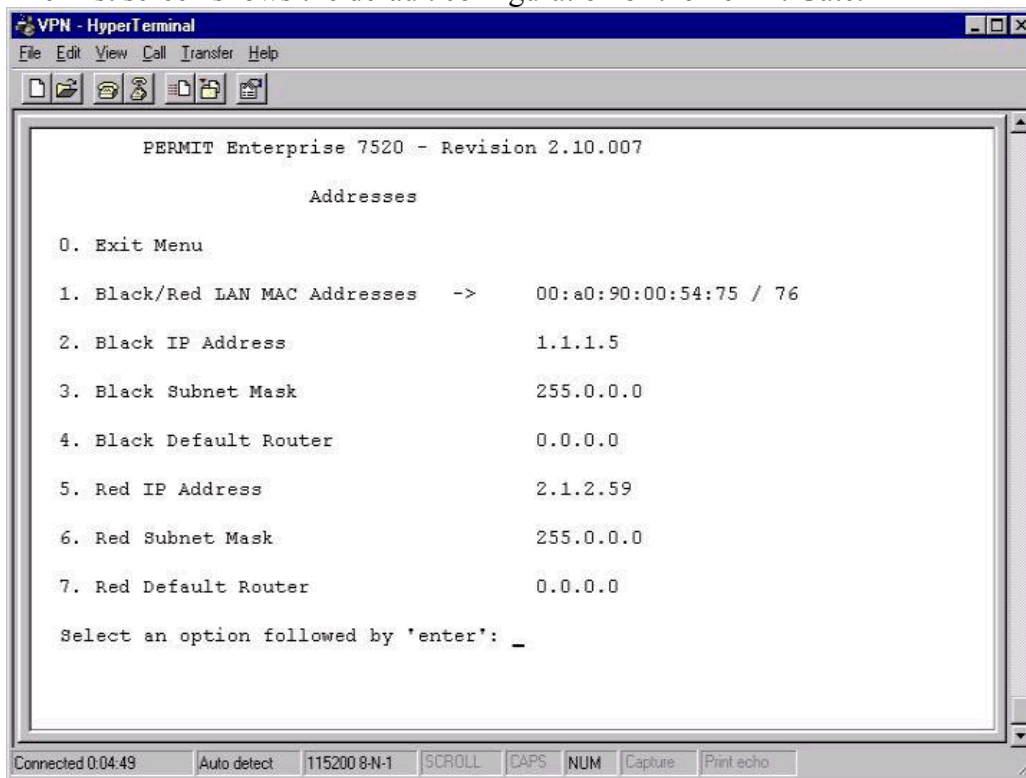 VPN - HyperTerminal
File Edit View Call Transfer Help
PERMIT Enterprise 7520 - Revision 2.10.007
Addresses
0. Exit Menu
1. Black/Red LAN MAC Addresses -> 00:a0:90:00:54:75 / 76
2. Black IP Address 1.1.1.5
3. Black Subnet Mask 255.0.0.0
4. Black Default Router 0.0.0.0
5. Red IP Address 2.1.2.59
6. Red Subnet Mask 255.0.0.0
7. Red Default Router 0.0.0.0
Select an option followed by 'enter': _
Connected 0:04:49 Auto detect 115200 8-N-1 SCROLL CAPS NUM Capture Print echo